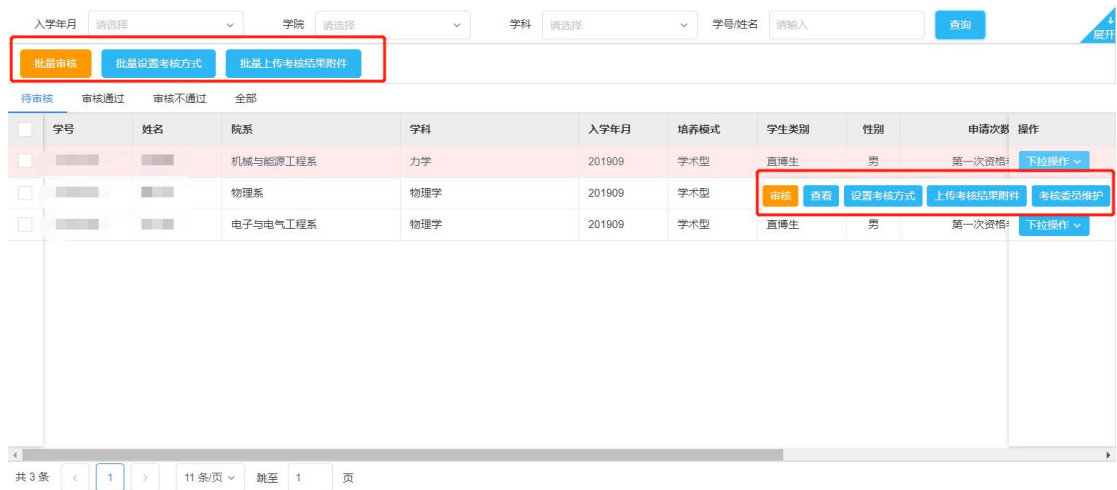 入学年月 请选择 学院 请选择 学科 请选择 学号/姓名 请输入 查询 展开
批量审核 批量设置考核方式 批量上传考核结果附件
待审核 审核通过 审核不通过 全部
学号 姓名 院系 学科 入学年月 培养模式 学生类别 性别 申请次数 操作
机械与能源工程系 力学 201909 学术型 直博生 男 第一次资格 下拉操作
物理系 物理学 201909 学术型 审核 查看 设置考核方式 上传考核结果附件 考核委员维护
电子与电气工程系 物理学 201909 学术型 直博生 男 第一次资格 下拉操作
共 3 条 1 11 条/页 跳至 1 页